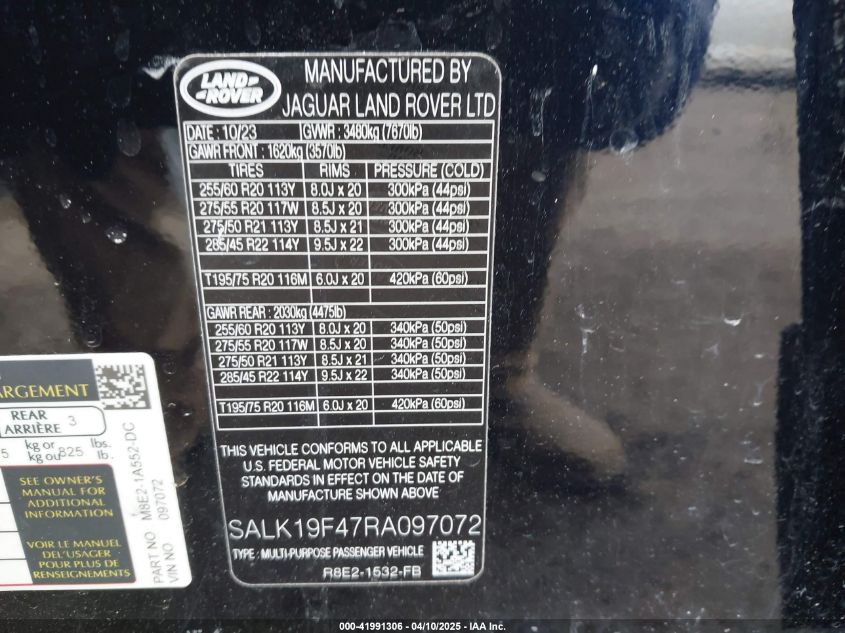 LAND ROVER
MANUFACTURED BY
JAGUAR LAND ROVER LTD
DATE : 10/23 GVWR : 3480kg (7670lb)
GAWR FRONT : 1620kg (3570lb)
TIRES RIMS PRESSURE (COLD)
255/60 R20 113Y 8.0J x 20 300kPa (44psi)
275/55 R20 117W 8.5J x 20 300kPa (44psi)
275/50 R21 113Y 8.5J x 21 300kPa (44psi)
285/45 R22 114Y 9.5J x 22 300kPa (44psi)
T195/75 R20 116M 6.0J x 20 420kPa (60psi)
GAWR REAR : 2030kg (4475lb)
255/60 R20 113Y 8.0J x 20 340kPa (50psi)
275/55 R20 117W 8.5J x 20 340kPa (50psi)
275/50 R21 113Y 8.5J x 21 340kPa (50psi)
285/45 R22 114Y 9.5J x 22 340kPa (50psi)
T195/75 R20 116M 6.0J x 20 420kPa (60psi)
THIS VEHICLE CONFORMS TO ALL APPLICABLE
U.S. FEDERAL MOTOR VEHICLE SAFETY
STANDARDS IN EFFECT ON THE DATE OF
MANUFACTURE SHOWN ABOVE
SALK19F47RA097072
TYPE : MULTI-PURPOSE PASSENGER VEHICLE
R8E2-1532-FB
ARGEMENT
REAR
ARRIÈRE 3
5 kg or 825 lbs.
kg ou lb.
SEE OWNER'S
MANUAL FOR
ADDITIONAL
INFORMATION
VOIR LE MANUEL
DEL'USAGER
POUR PLUS DE
RENSEIGNEMENTS
PART NO M8E2-1A552-DC
VIN NO 097072
000-41991306 - 04/10/2025 - IAA Inc.